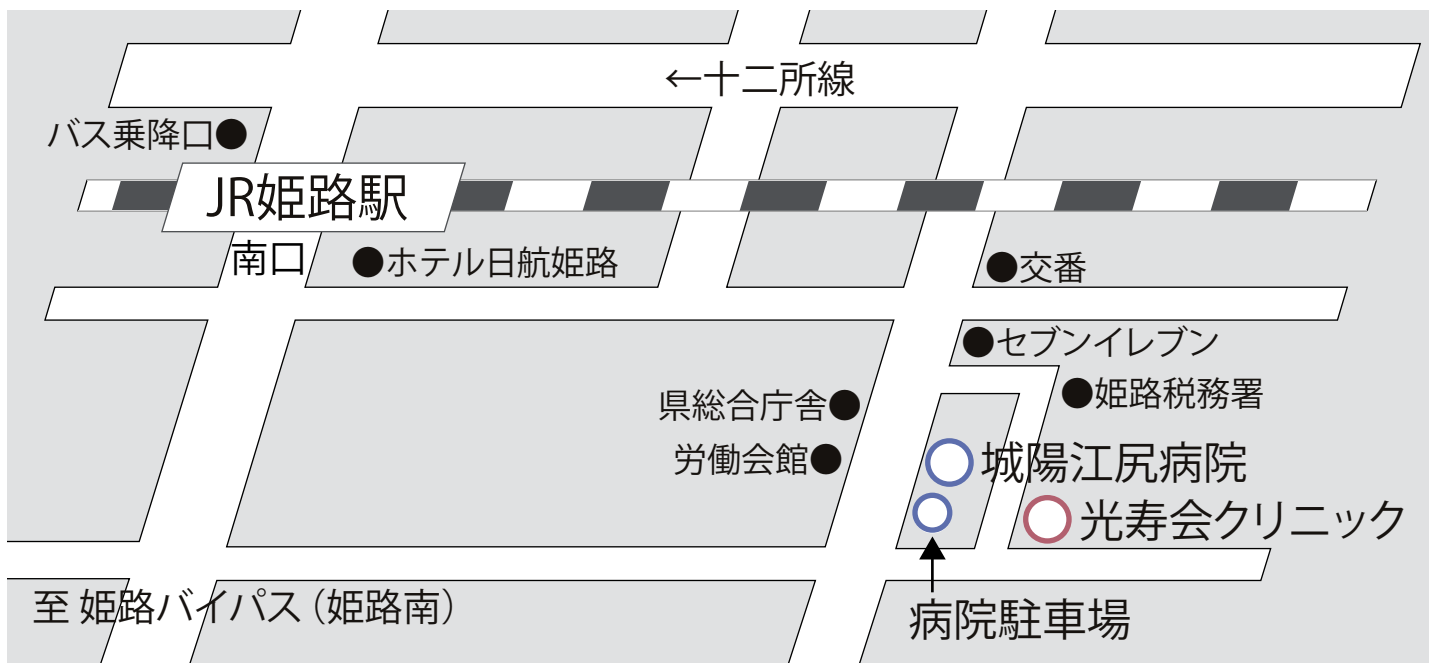 ←十二所線
バス乗降口
JR姫路駅
南口
ホテル日航姫路
交番
セブンイレブン
姫路税務署
県総合庁舎
労働会館
城陽江尻病院
光寿会クリニック
至 姫路バイパス（姫路南）
病院駐車場